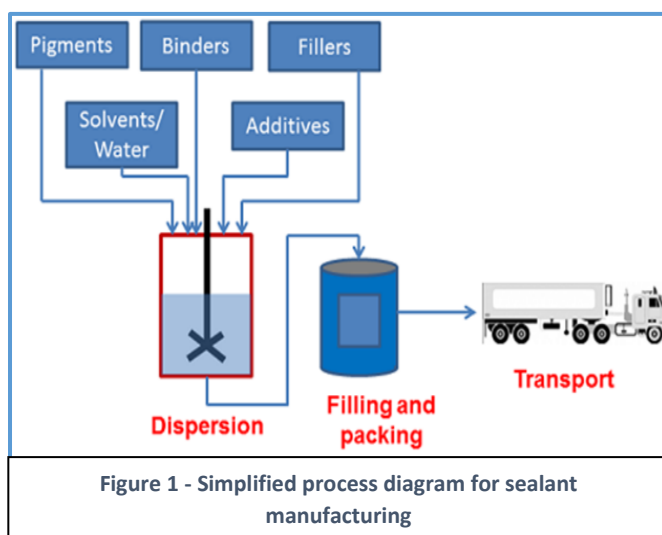 Pigments
Binders
Fillers
Solvents/
Water
Additives
Dispersion
Filling and
packing
Transport
Figure 1 - Simplified process diagram for sealant
manufacturing